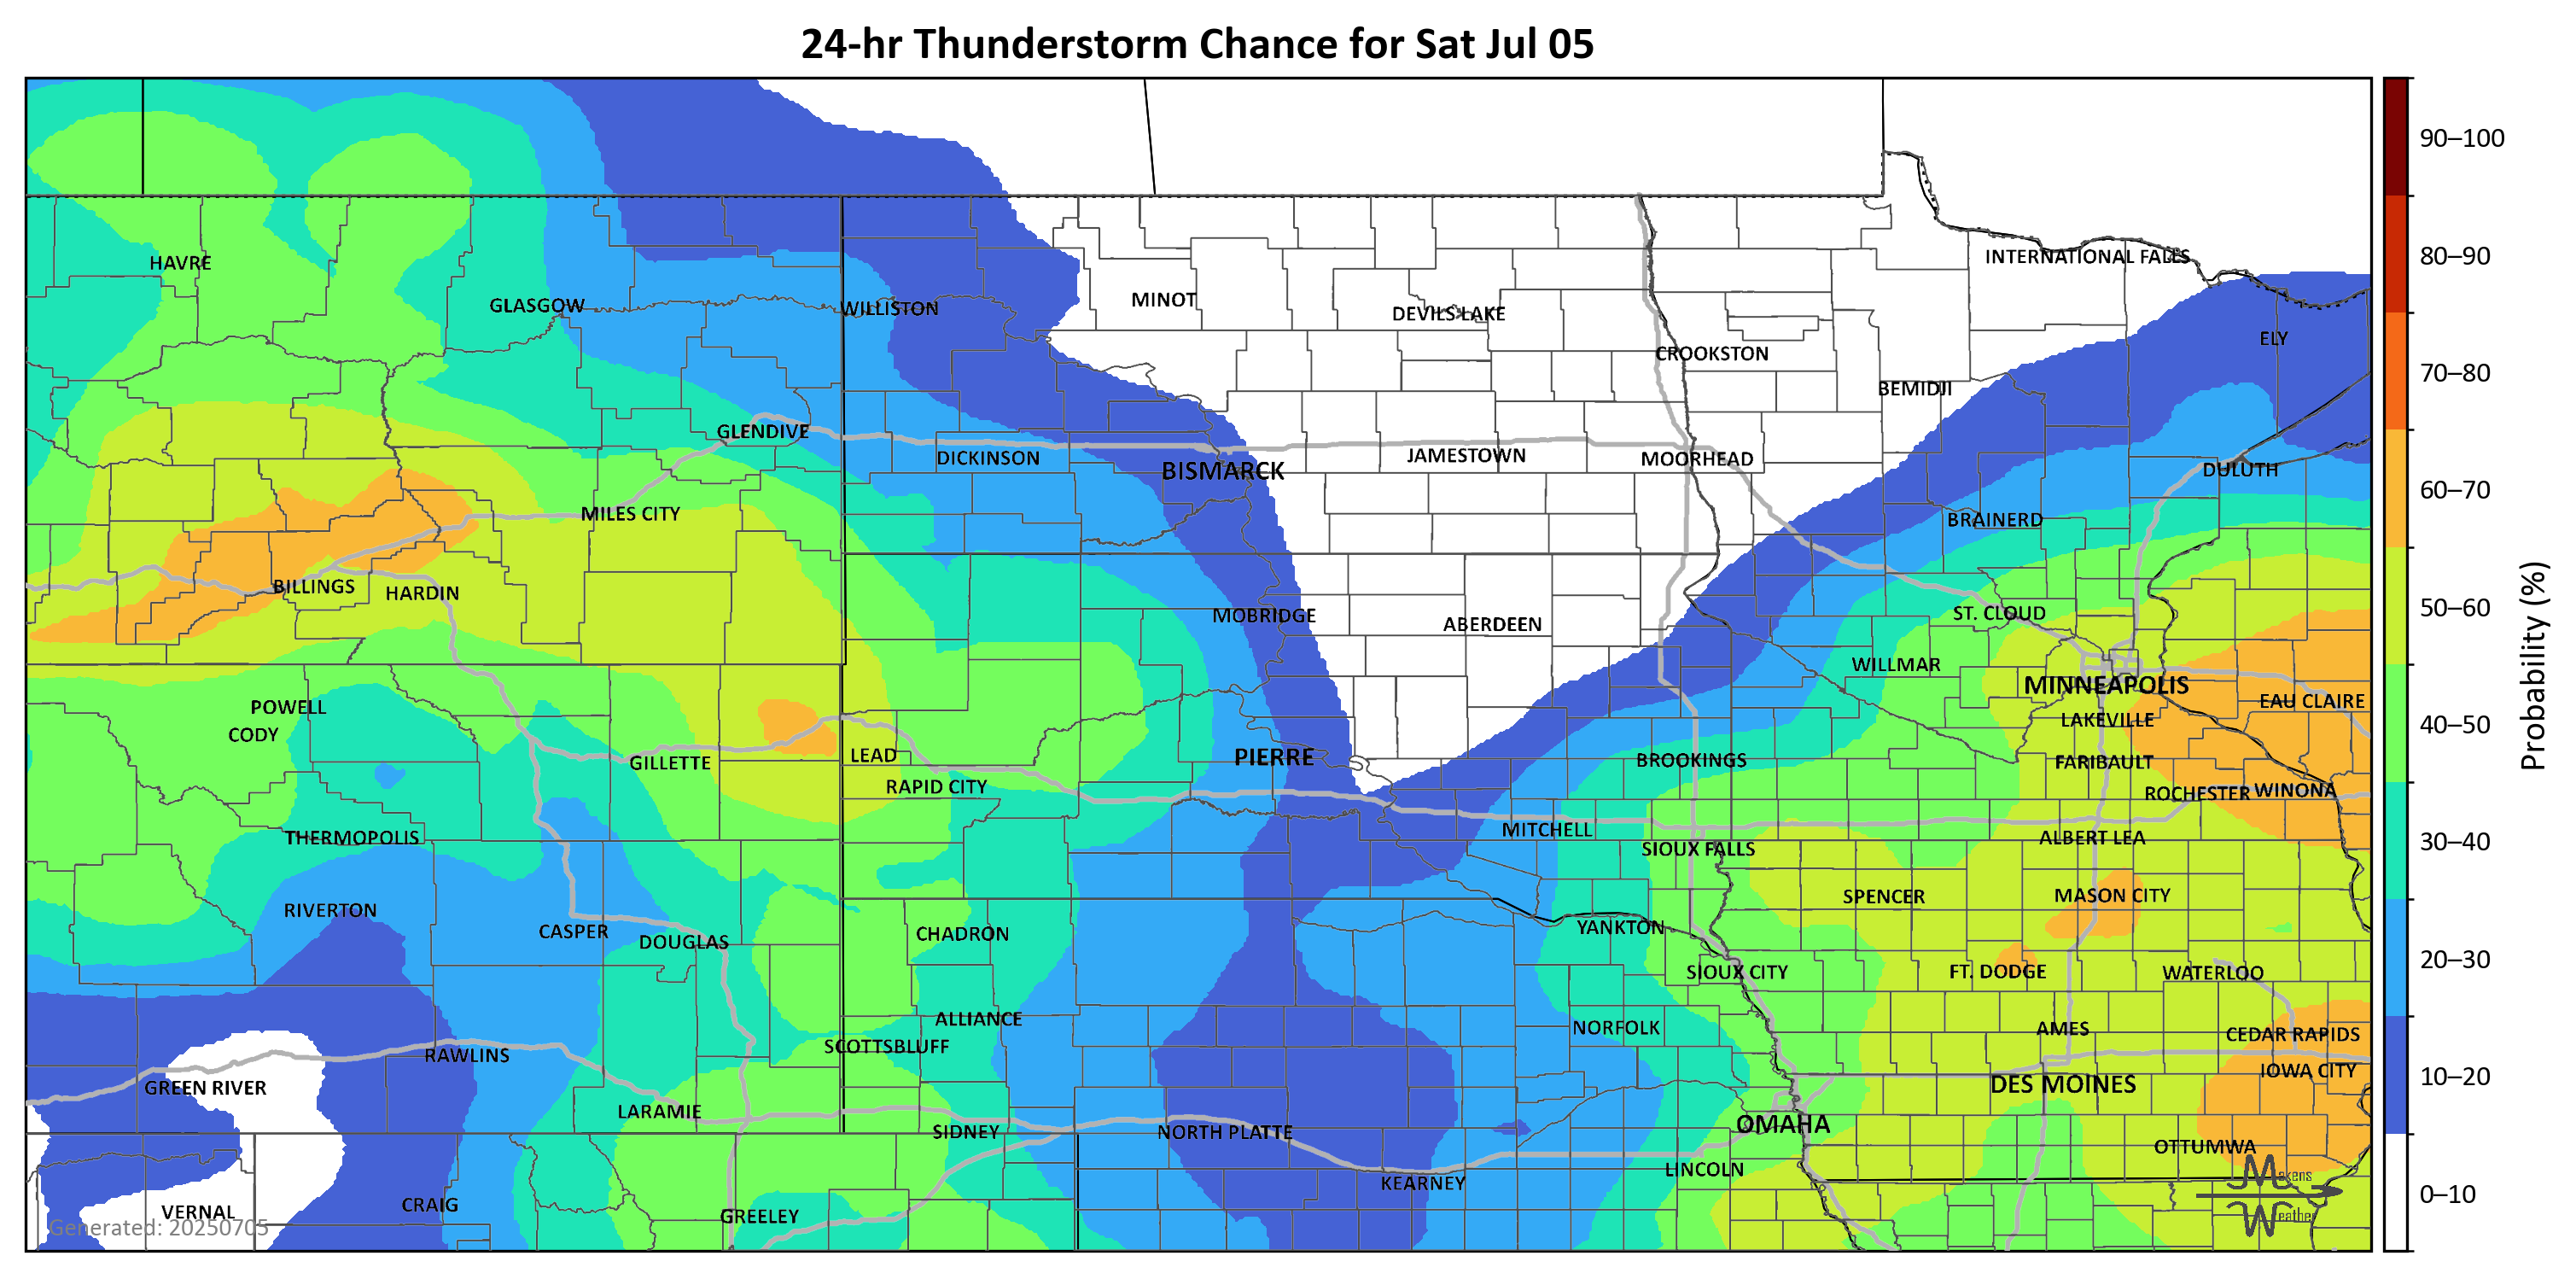 24-hr Thunderstorm Chance for Sat Jul 05
90–100
INTERNATIONAL FALLS
80–90
HAVRE
GLASGOW
WILLISTON
MINOT
DEVILS LAKE
ELY
CROOKSTON
70–80
BEMIDJI
GLENDIVE
DICKINSON
BISMARCK
JAMESTOWN
MOORHEAD
DULUTH
60–70
MILES CITY
BRAINERD
BILLINGS
HARDIN
MOBRIDGE
ABERDEEN
ST. CLOUD
50–60
WILLMAR
Probability (%)
MINNEAPOLIS
POWELL
EAU CLAIRE
LAKEVILLE
CODY
40–50
GILLETTE
LEAD
PIERRE
BROOKINGS
FARIBAULT
RAPID CITY
ROCHESTER
WINONA
THERMOPOLIS
MITCHELL
SIOUX FALLS
ALBERT LEA
30–40
RIVERTON
SPENCER
MASON CITY
CASPER
DOUGLAS
CHADRON
YANKTON
20–30
SIOUX CITY
FT. DODGE
WATERLOO
ALLIANCE
NORFOLK
AMES
CEDAR RAPIDS
RAWLINS
SCOTTSBLUFF
GREEN RIVER
DES MOINES
IOWA CITY
10–20
LARAMIE
SIDNEY
NORTH PLATTE
OMAHA
OTTUMWA
LINCOLN
KEARNEY
Makens
Weather
0–10
VERNAL
CRAIG
GREELEY
Generated: 20250705